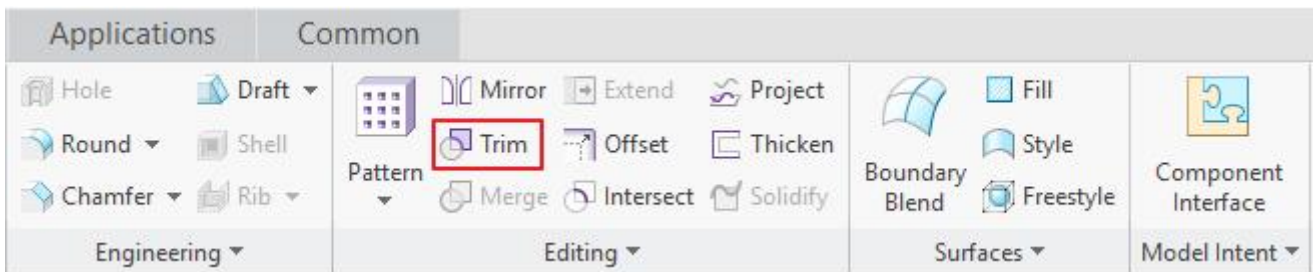 Applications Common
Hole Draft Mirror Extend Project Fill
Round Shell Trim Offset Thicken Style
Pattern Boundary Blend Component Interface
Chamfer Rib Merge Intersect Solidify Freestyle
Engineering Editing Surfaces Model Intent